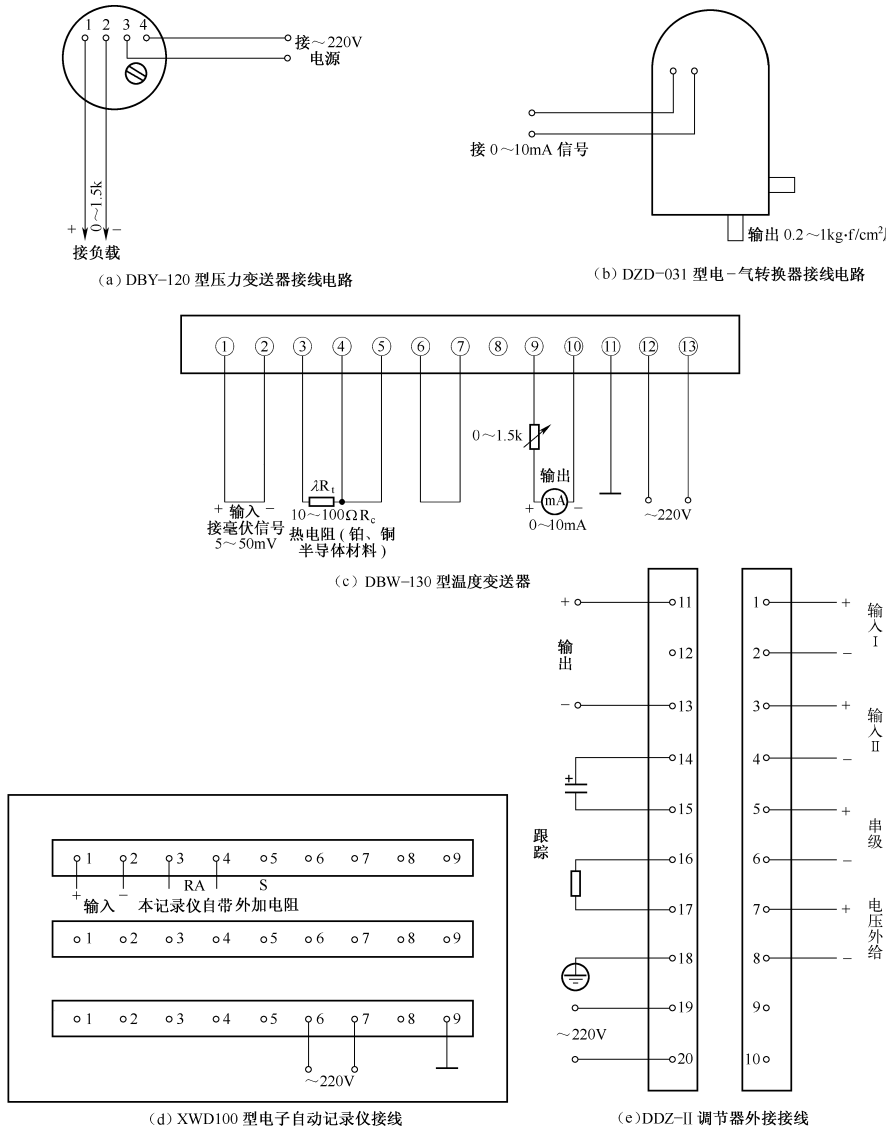 1 2 3 4
接～220V
电源
0～1.5k
+ −
接负载
(a) DBY−120 型压力变送器接线电路
接 0～10mA 信号
输出 0.2～1kg·f/cm²
(b) DZD−031 型电−气转换器接线电路
① ② ③ ④ ⑤ ⑥ ⑦ ⑧ ⑨ ⑩ ⑪ ⑫ ⑬
0～1.5k
λRt
输出
+ 输入 −
接毫伏信号
5～50mV
10～100Ω Rc
热电阻 (铂、铜
半导体材料)
+ mA −
0～10mA
～220V
(c) DBW−130 型温度变送器
+ 11
输出
12
− 13
14
+
15
跟踪
16
17
18
19
～220V
20
1 +
输入 I
2 −
3 +
输入 II
4 −
5 +
串级
6 −
7 +
电压外给
8 −
9
10
(e) DDZ−II 调节器外接接线
1 2 3 4 5 6 7 8 9
RA S
+ 输入 − 本记录仪自带外加电阻
1 2 3 4 5 6 7 8 9
1 2 3 4 5 6 7 8 9
～220V
(d) XWD100 型电子自动记录仪接线